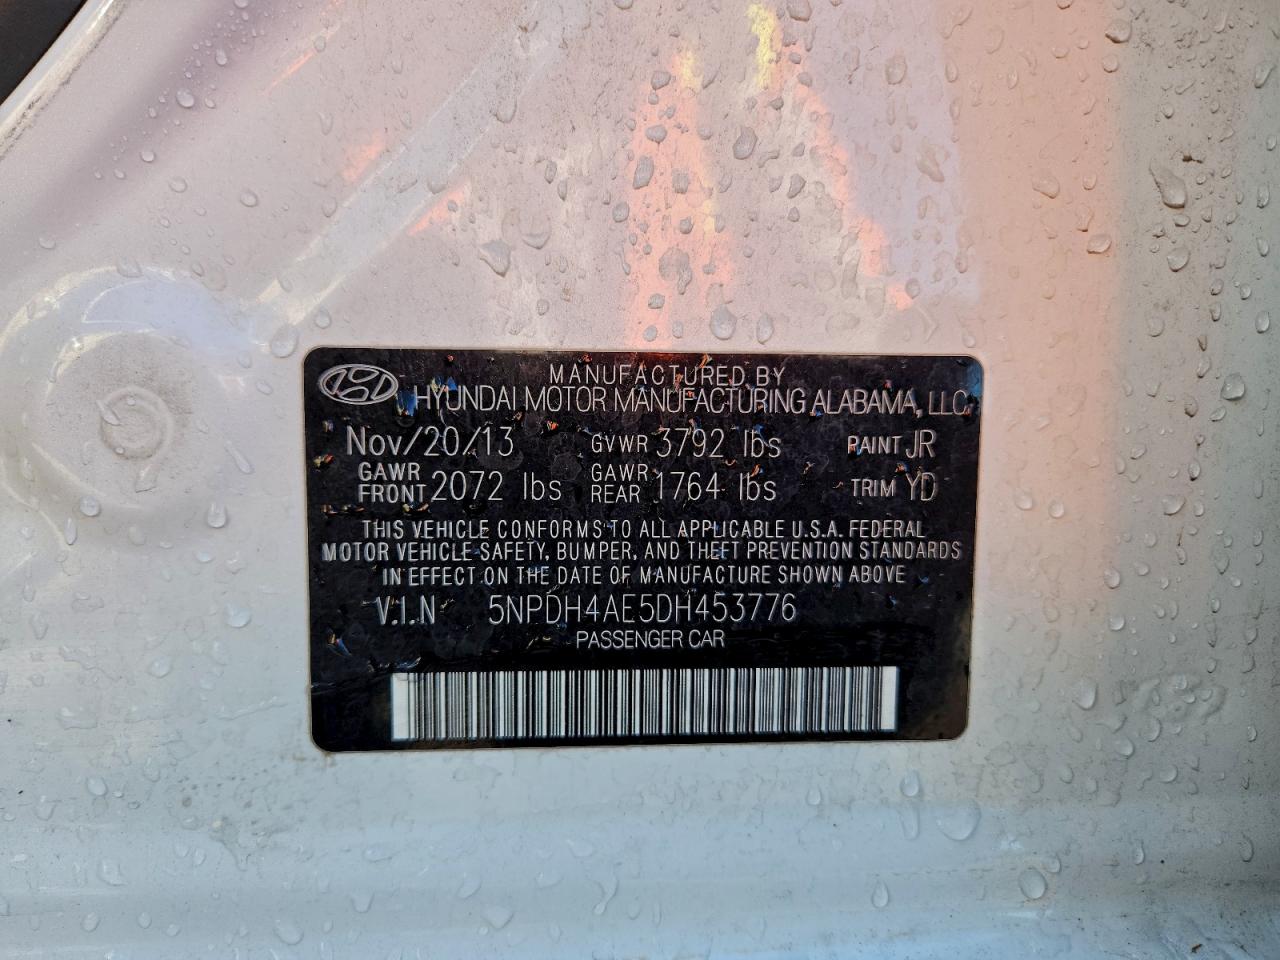 MANUFACTURED BY
HYUNDAI MOTOR MANUFACTURING ALABAMA, LLC
Nov/20/13 GVWR 3792 lbs PAINT JR
GAWR FRONT 2072 lbs GAWR REAR 1764 lbs TRIM YD
THIS VEHICLE CONFORMS TO ALL APPLICABLE U.S.A. FEDERAL
MOTOR VEHICLE SAFETY, BUMPER, AND THEFT PREVENTION STANDARDS
IN EFFECT ON THE DATE OF MANUFACTURE SHOWN ABOVE
V.I.N 5NPDH4AE5DH453776
PASSENGER CAR